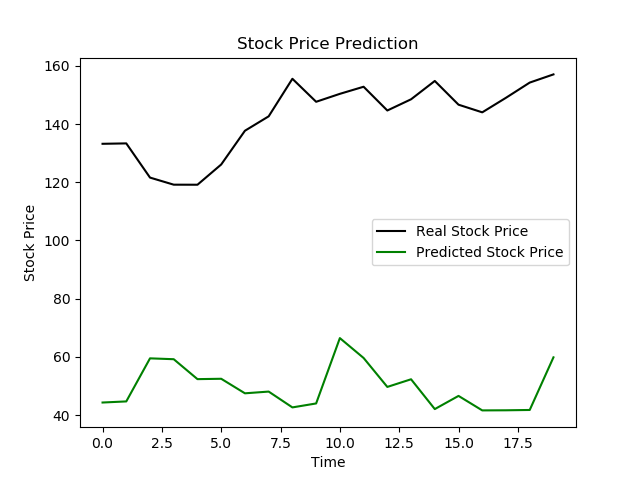 Stock Price Prediction
Stock Price
160
140
120
100
80
60
40
Real Stock Price
Predicted Stock Price
0.0 2.5 5.0 7.5 10.0 12.5 15.0 17.5
Time